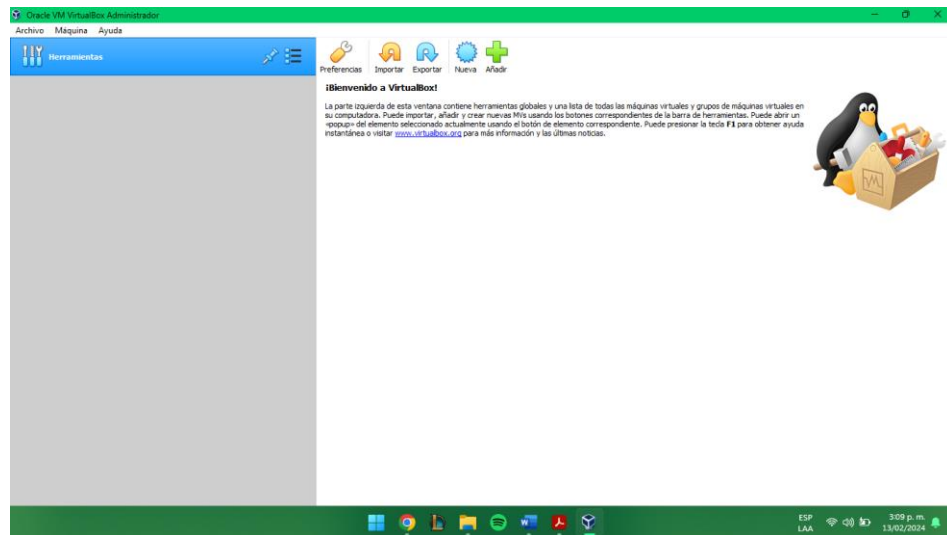 Oracle VM VirtualBox Administrador
Archivo Máquina Ayuda
Herramientas
Preferencias Importar Exportar Nueva Añadir
¡Bienvenido a VirtualBox!
La parte izquierda de esta ventana contiene herramientas globales y una lista de todas las máquinas virtuales y grupos de máquinas virtuales en
su computadora. Puede importar, añadir y crear nuevas MVs usando los botones correspondientes de la barra de herramientas. Puede abrir un
«popup» del elemento seleccionado actualmente usando el botón de elemento correspondiente. Puede presionar la tecla F1 para obtener ayuda
instantánea o visitar www.virtualbox.org para más información y las últimas noticias.
ESP
LAA
3:09 p. m.
13/02/2024